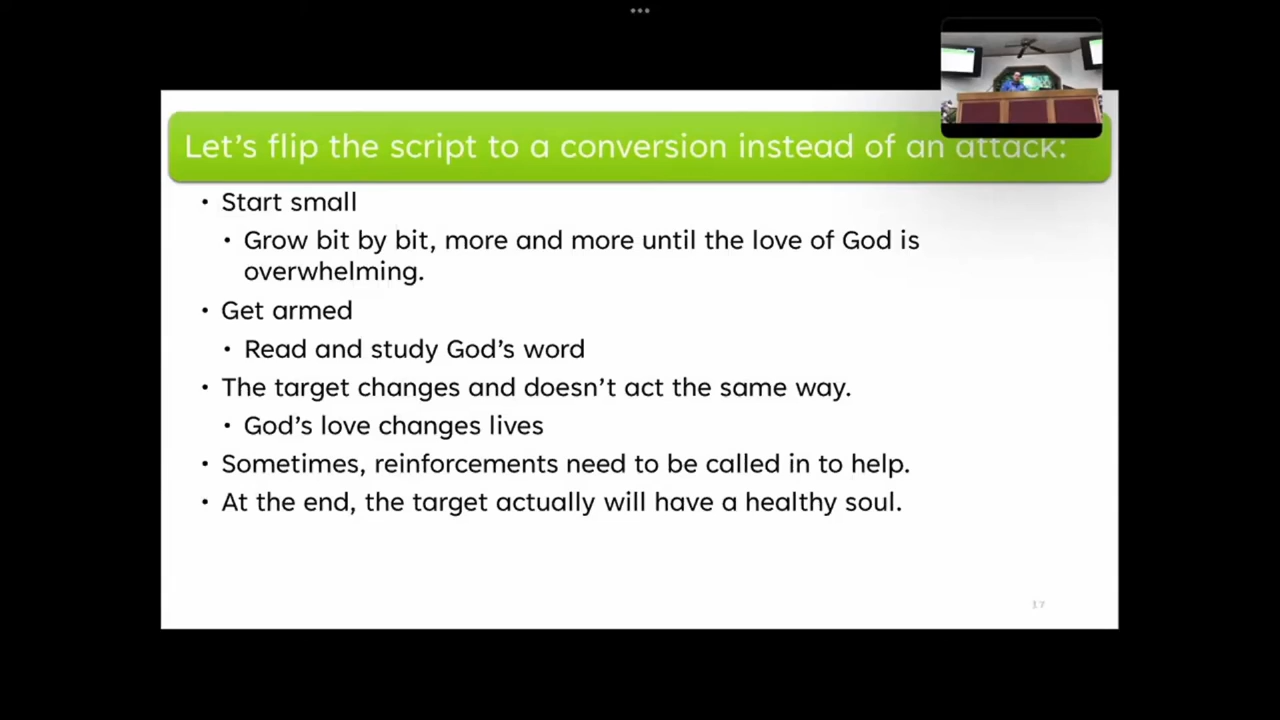 Let's flip the script to a conversion instead of an attack:
• Start small
• Grow bit by bit, more and more until the love of God is
overwhelming.
• Get armed
• Read and study God's word
• The target changes and doesn't act the same way.
• God's love changes lives
• Sometimes, reinforcements need to be called in to help.
• At the end, the target actually will have a healthy soul.
17